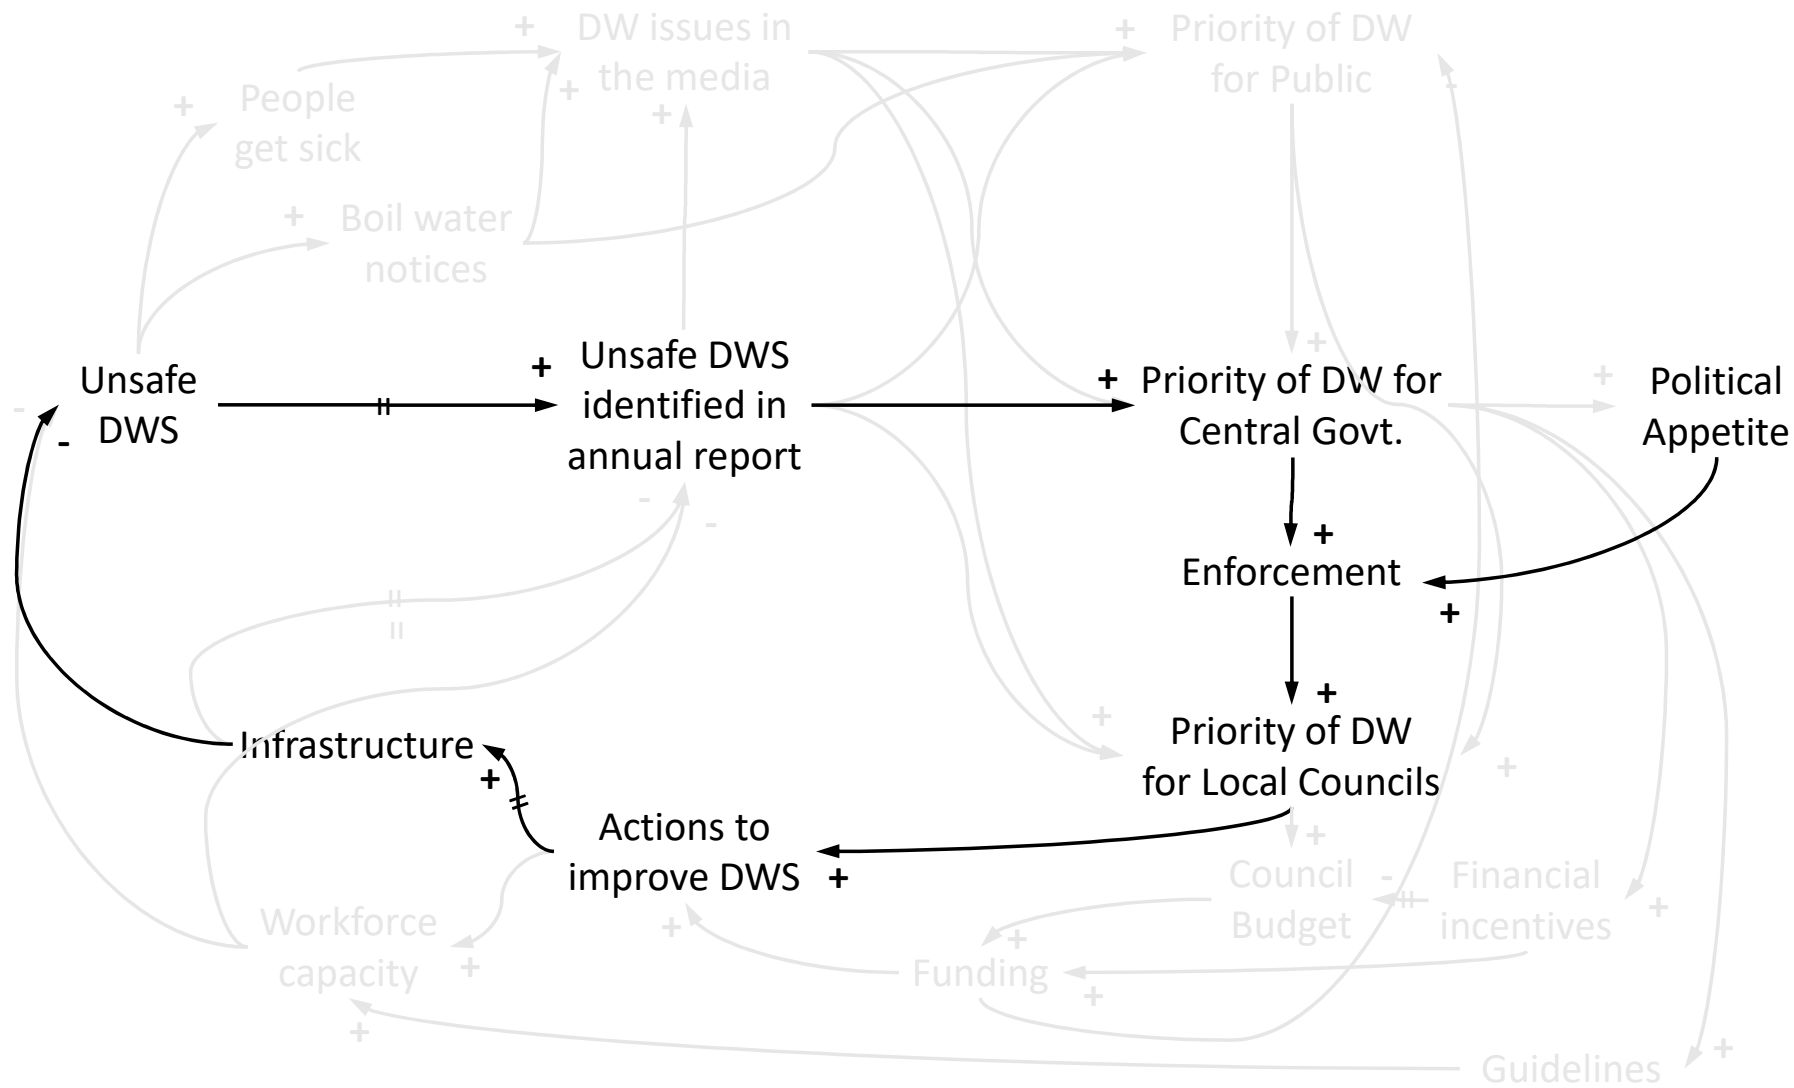 DW issues in
the media
Priority of DW
for Public
People
get sick
Boil water
notices
Unsafe
DWS
Unsafe DWS
identified in
annual report
Priority of DW for
Central Govt.
Political
Appetite
Enforcement
Priority of DW
for Local Councils
Infrastructure
Actions to
improve DWS
Council
Budget
Financial
incentives
Workforce
capacity
Funding
Guidelines